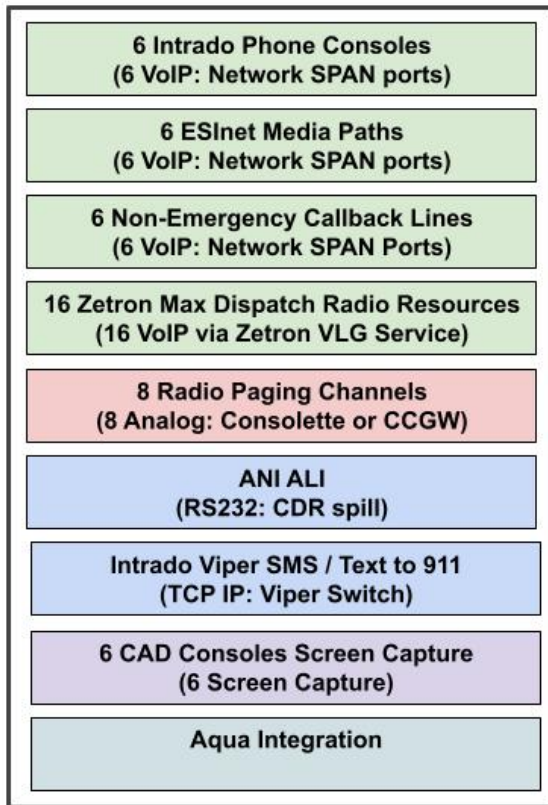 6 Intrado Phone Consoles
(6 VoIP: Network SPAN ports)
6 ESInet Media Paths
(6 VoIP: Network SPAN ports)
6 Non-Emergency Callback Lines
(6 VoIP: Network SPAN Ports)
16 Zetron Max Dispatch Radio Resources
(16 VoIP via Zetron VLG Service)
8 Radio Paging Channels
(8 Analog: Consolette or CCGW)
ANI ALI
(RS232: CDR spill)
Intrado Viper SMS / Text to 911
(TCP IP: Viper Switch)
6 CAD Consoles Screen Capture
(6 Screen Capture)
Aqua Integration